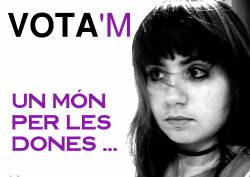 VOTA'M
UN MÓN
PER LES
DONES ...